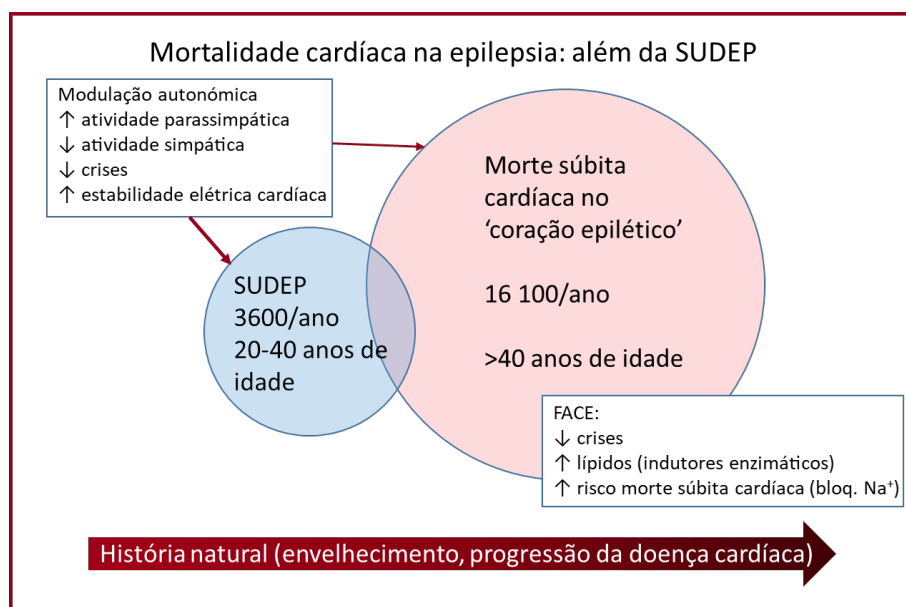 Mortalidade cardíaca na epilepsia: além da SUDEP
Modulação autonómica
↑ atividade parassimpática
↓ atividade simpática
↓ crises
↑ estabilidade elétrica cardíaca
Morte súbita
cardíaca no
‘coração epilético’
16 100/ano
>40 anos de idade
SUDEP
3600/ano
20-40 anos de
idade
FACE:
↓ crises
↑ lípidos (indutores enzimáticos)
↑ risco morte súbita cardíaca (bloq. Na⁺)
História natural (envelhecimento, progressão da doença cardíaca)